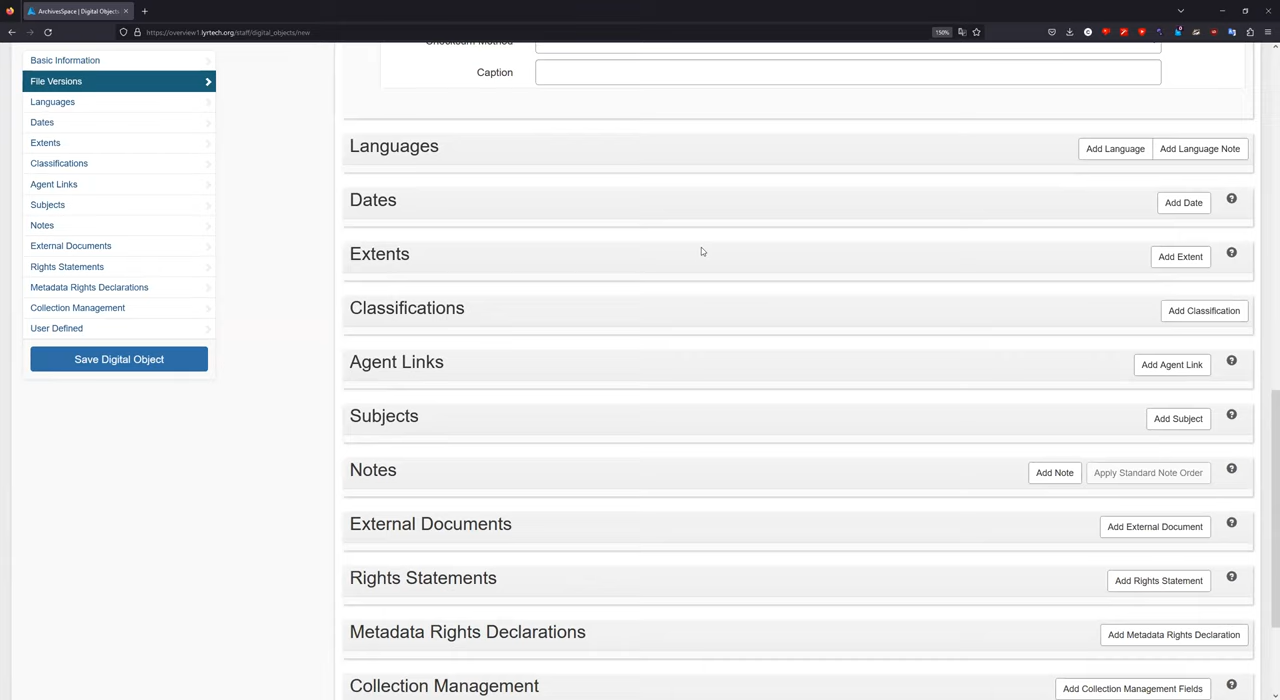 ArchivesSpace | Digital Objects
https://overview1.lyrtech.org/staff/digital_objects/new
150%
Basic Information
File Versions
Languages
Dates
Extents
Classifications
Agent Links
Subjects
Notes
External Documents
Rights Statements
Metadata Rights Declarations
Collection Management
User Defined
Save Digital Object
Checksum Method
Caption
Languages
Add Language
Add Language Note
Dates
Add Date
Extents
Add Extent
Classifications
Add Classification
Agent Links
Add Agent Link
Subjects
Add Subject
Notes
Add Note
Apply Standard Note Order
External Documents
Add External Document
Rights Statements
Add Rights Statement
Metadata Rights Declarations
Add Metadata Rights Declaration
Collection Management
Add Collection Management Fields